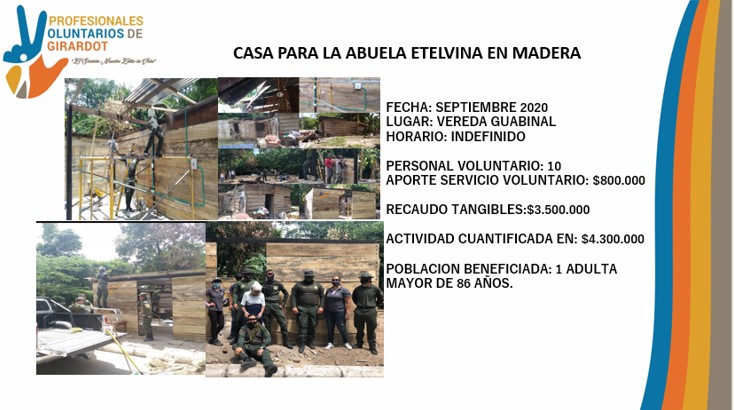 PROFESIONALES
VOLUNTARIOS DE
GIRARDOT
"El Servicio Nuestro Estilo de Vida"
CASA PARA LA ABUELA ETELVINA EN MADERA
FECHA: SEPTIEMBRE 2020
LUGAR: VEREDA GUABINAL
HORARIO: INDEFINIDO
PERSONAL VOLUNTARIO: 10
APORTE SERVICIO VOLUNTARIO: $800.000
RECAUDO TANGIBLES:$3.500.000
ACTIVIDAD CUANTIFICADA EN: $4.300.000
POBLACION BENEFICIADA: 1 ADULTA
MAYOR DE 86 AÑOS.